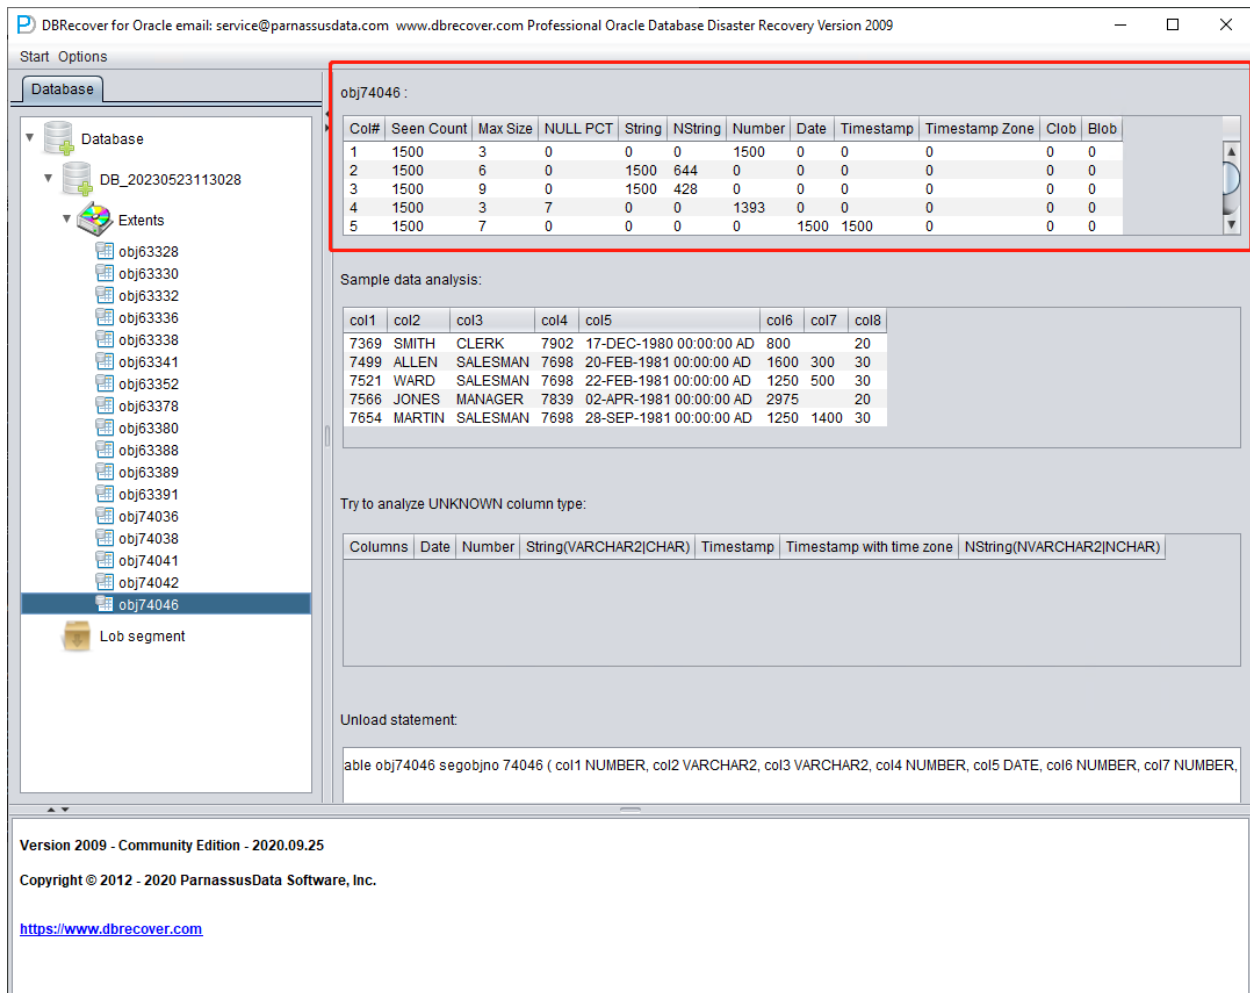 DBRecover for Oracle email: service@parnassusdata.com www.dbrecover.com Professional Oracle Database Disaster Recovery Version 2009
Start Options
Database
Database
DB_20230523113028
Extents
obj63328
obj63330
obj63332
obj63336
obj63338
obj63341
obj63352
obj63378
obj63380
obj63388
obj63389
obj63391
obj74036
obj74038
obj74041
obj74042
obj74046
Lob segment
obj74046 :
Col# Seen Count Max Size NULL PCT String NString Number Date Timestamp Timestamp Zone Clob Blob
1 1500 3 0 0 0 1500 0 0 0 0 0
2 1500 6 0 1500 644 0 0 0 0 0 0
3 1500 9 0 1500 428 0 0 0 0 0 0
4 1500 3 7 0 0 1393 0 0 0 0 0
5 1500 7 0 0 0 0 1500 1500 0 0 0
Sample data analysis:
col1 col2 col3 col4 col5 col6 col7 col8
7369 SMITH CLERK 7902 17-DEC-1980 00:00:00 AD 800 20
7499 ALLEN SALESMAN 7698 20-FEB-1981 00:00:00 AD 1600 300 30
7521 WARD SALESMAN 7698 22-FEB-1981 00:00:00 AD 1250 500 30
7566 JONES MANAGER 7839 02-APR-1981 00:00:00 AD 2975 20
7654 MARTIN SALESMAN 7698 28-SEP-1981 00:00:00 AD 1250 1400 30
Try to analyze UNKNOWN column type:
Columns Date Number String(VARCHAR2|CHAR) Timestamp Timestamp with time zone NString(NVARCHAR2|NCHAR)
Unload statement:
able obj74046 segobjno 74046 ( col1 NUMBER, col2 VARCHAR2, col3 VARCHAR2, col4 NUMBER, col5 DATE, col6 NUMBER, col7 NUMBER,
Version 2009 - Community Edition - 2020.09.25
Copyright © 2012 - 2020 ParnassusData Software, Inc.
https://www.dbrecover.com